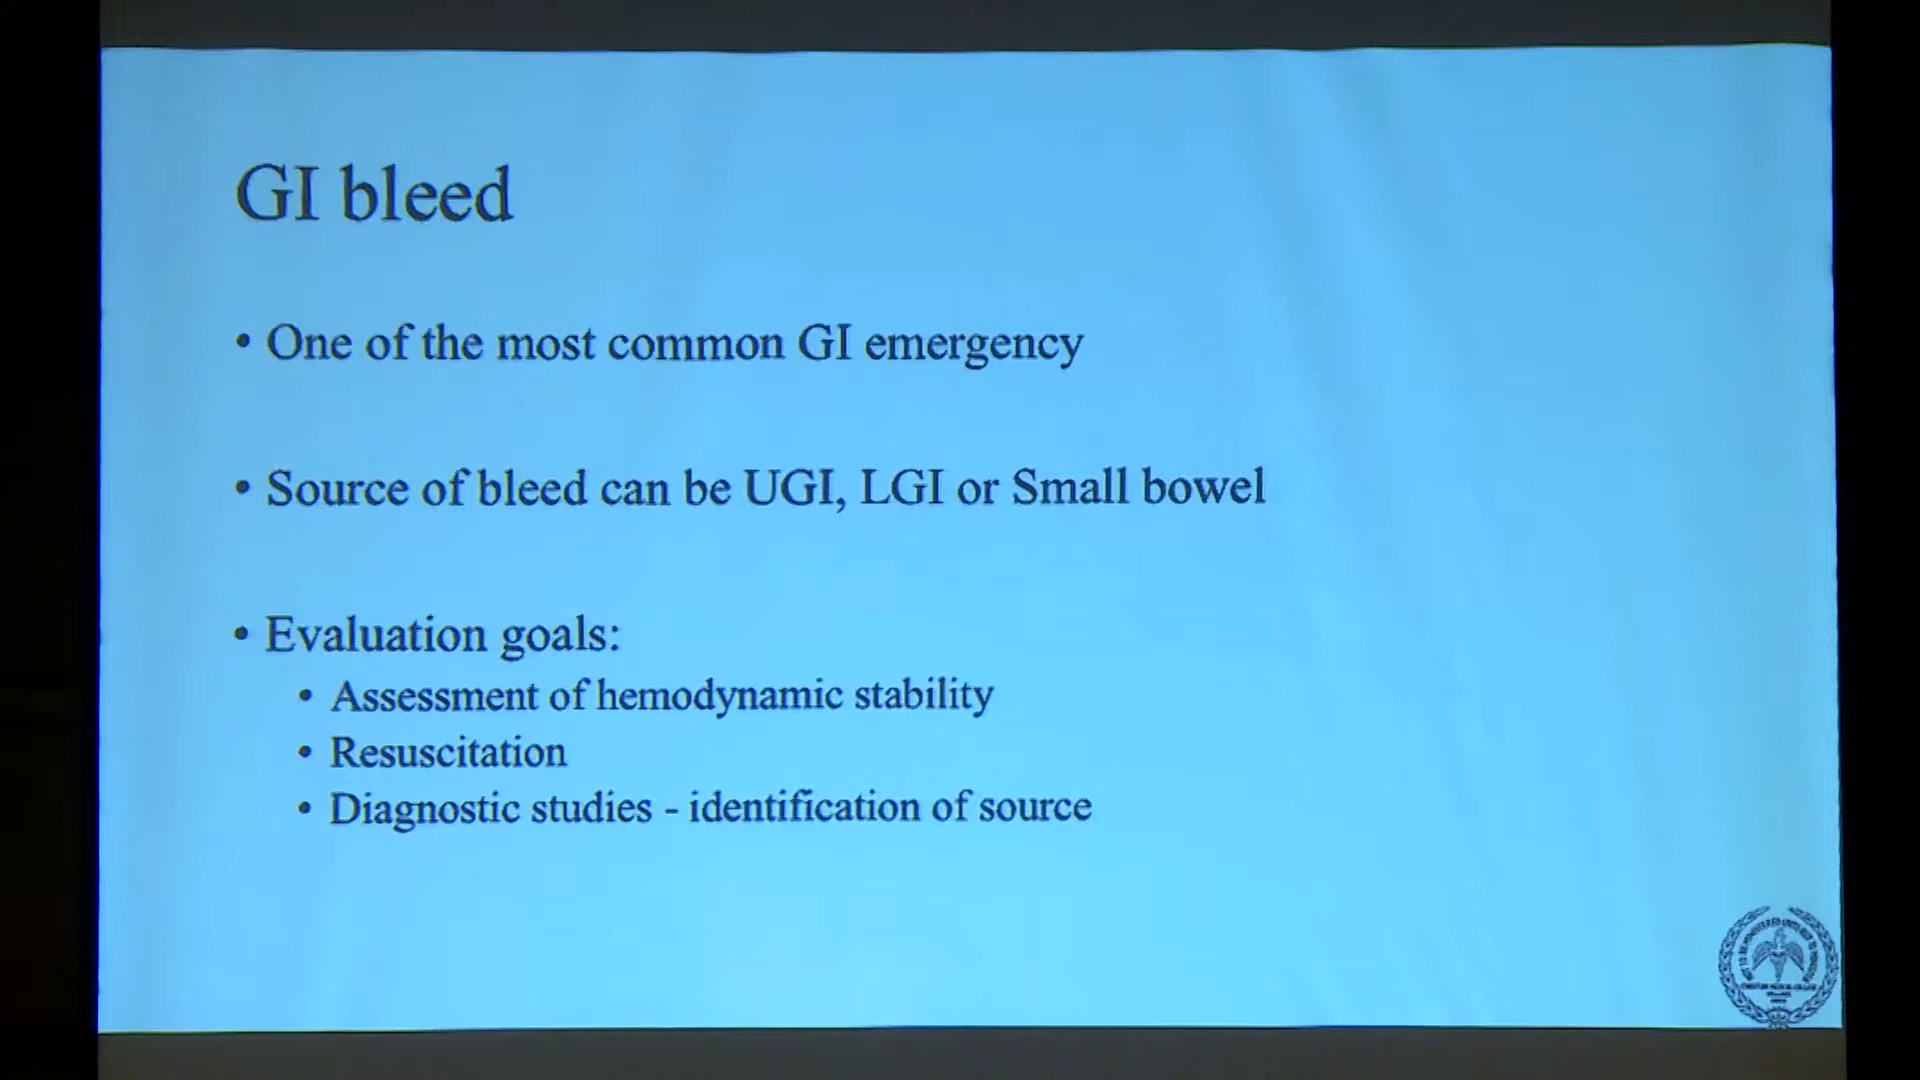 GI bleed
• One of the most common GI emergency
• Source of bleed can be UGI, LGI or Small bowel
• Evaluation goals:
• Assessment of hemodynamic stability
• Resuscitation
• Diagnostic studies - identification of source